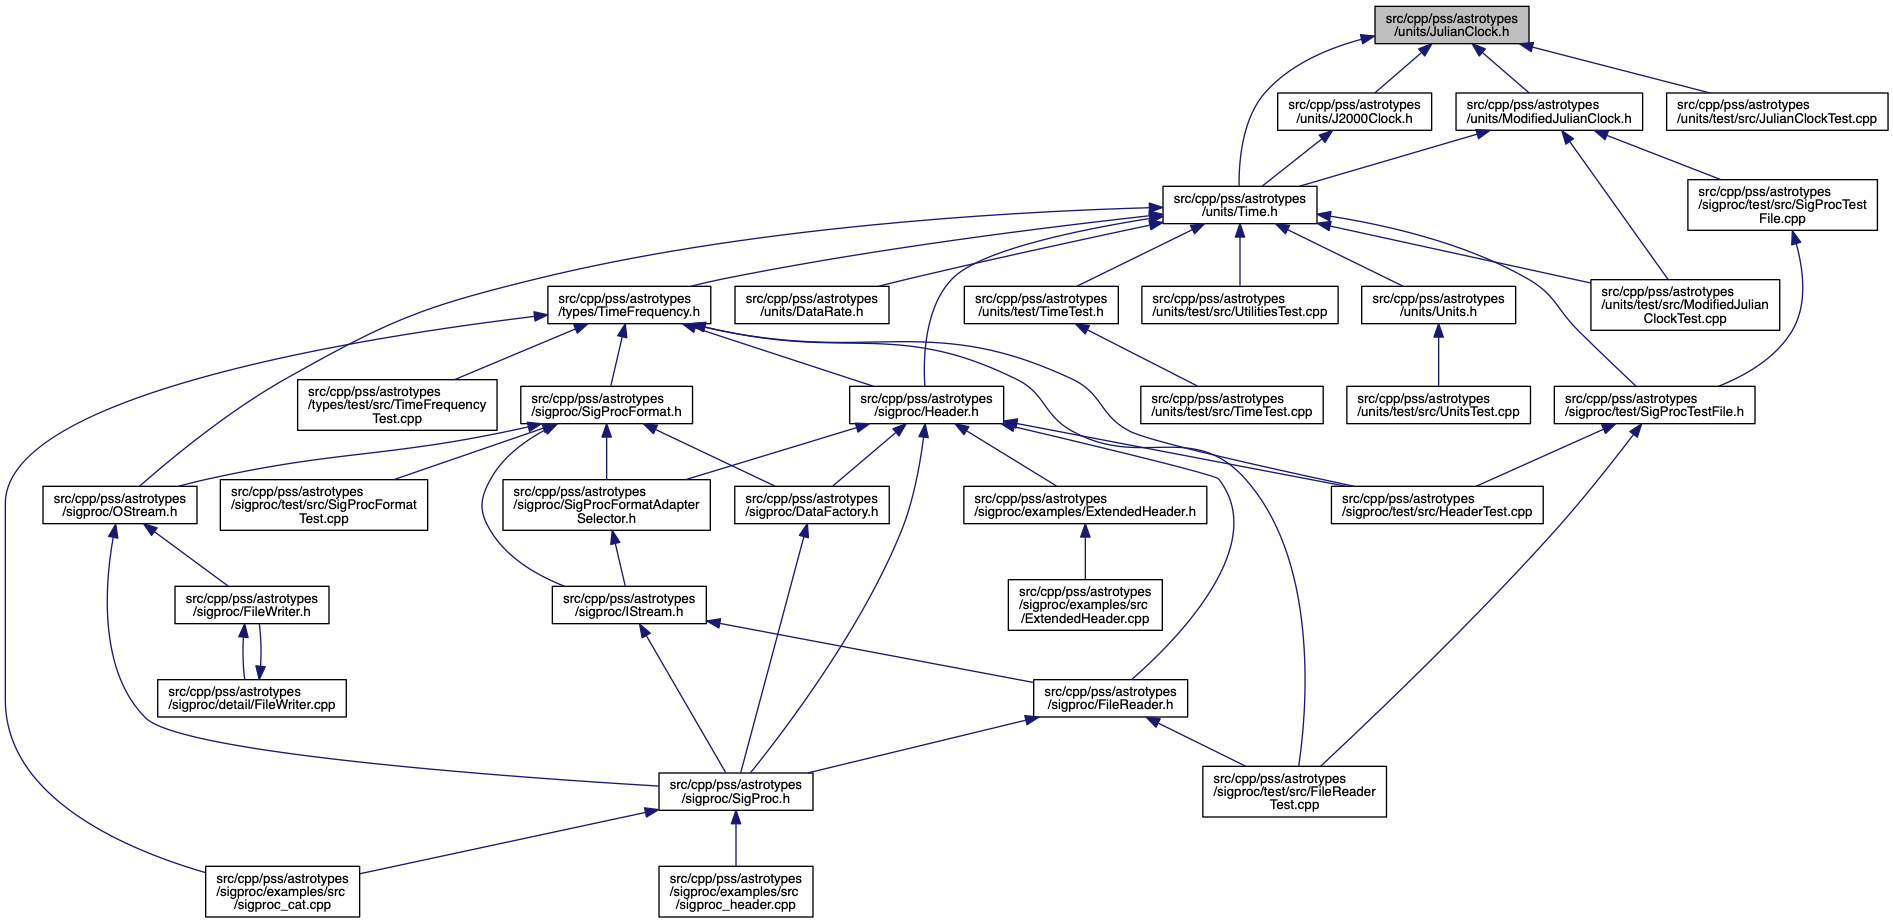 src/cpp/pss/astrotypes
/units/JulianClock.h
src/cpp/pss/astrotypes
/units/J2000Clock.h
src/cpp/pss/astrotypes
/units/ModifiedJulianClock.h
src/cpp/pss/astrotypes
/units/test/src/JulianClockTest.cpp
src/cpp/pss/astrotypes
/units/Time.h
src/cpp/pss/astrotypes
/sigproc/test/src/SigProcTest
File.cpp
src/cpp/pss/astrotypes
/types/TimeFrequency.h
src/cpp/pss/astrotypes
/units/DataRate.h
src/cpp/pss/astrotypes
/units/test/TimeTest.h
src/cpp/pss/astrotypes
/units/test/src/UtilitiesTest.cpp
src/cpp/pss/astrotypes
/units/Units.h
src/cpp/pss/astrotypes
/units/test/src/ModifiedJulian
ClockTest.cpp
src/cpp/pss/astrotypes
/types/test/src/TimeFrequency
Test.cpp
src/cpp/pss/astrotypes
/sigproc/SigProcFormat.h
src/cpp/pss/astrotypes
/sigproc/Header.h
src/cpp/pss/astrotypes
/units/test/src/TimeTest.cpp
src/cpp/pss/astrotypes
/units/test/src/UnitsTest.cpp
src/cpp/pss/astrotypes
/sigproc/test/SigProcTestFile.h
src/cpp/pss/astrotypes
/sigproc/OStream.h
src/cpp/pss/astrotypes
/sigproc/test/src/SigProcFormat
Test.cpp
src/cpp/pss/astrotypes
/sigproc/SigProcFormatAdapter
Selector.h
src/cpp/pss/astrotypes
/sigproc/DataFactory.h
src/cpp/pss/astrotypes
/sigproc/examples/ExtendedHeader.h
src/cpp/pss/astrotypes
/sigproc/test/src/HeaderTest.cpp
src/cpp/pss/astrotypes
/sigproc/FileWriter.h
src/cpp/pss/astrotypes
/sigproc/IStream.h
src/cpp/pss/astrotypes
/sigproc/examples/src
/ExtendedHeader.cpp
src/cpp/pss/astrotypes
/sigproc/detail/FileWriter.cpp
src/cpp/pss/astrotypes
/sigproc/FileReader.h
src/cpp/pss/astrotypes
/sigproc/SigProc.h
src/cpp/pss/astrotypes
/sigproc/test/src/FileReader
Test.cpp
src/cpp/pss/astrotypes
/sigproc/examples/src
/sigproc_cat.cpp
src/cpp/pss/astrotypes
/sigproc/examples/src
/sigproc_header.cpp